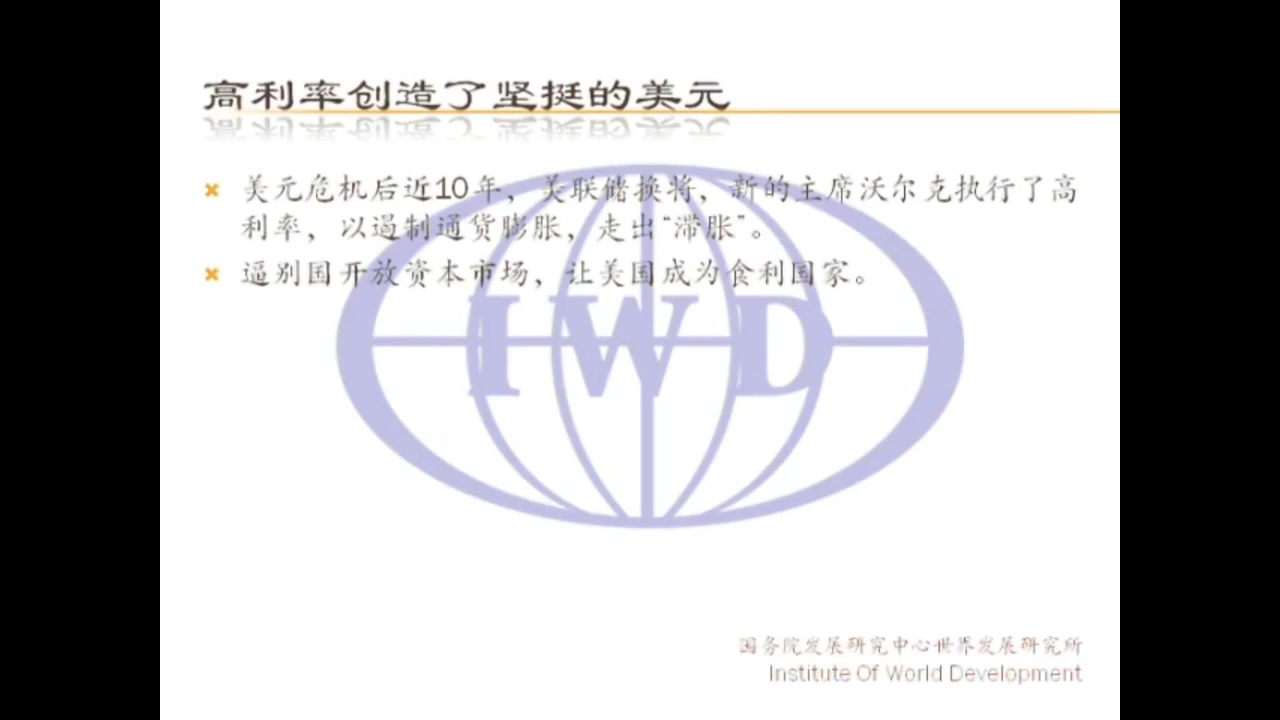 高利率创造了坚挺的美元
美元危机后近10年，美联储换将，新的主席沃尔克执行了高
利率，以遏制通货膨胀，走出“滞胀”。
逼别国开放资本市场，让美国成为食利国家。
IWD
国务院发展研究中心世界发展研究所
Institute Of World Development